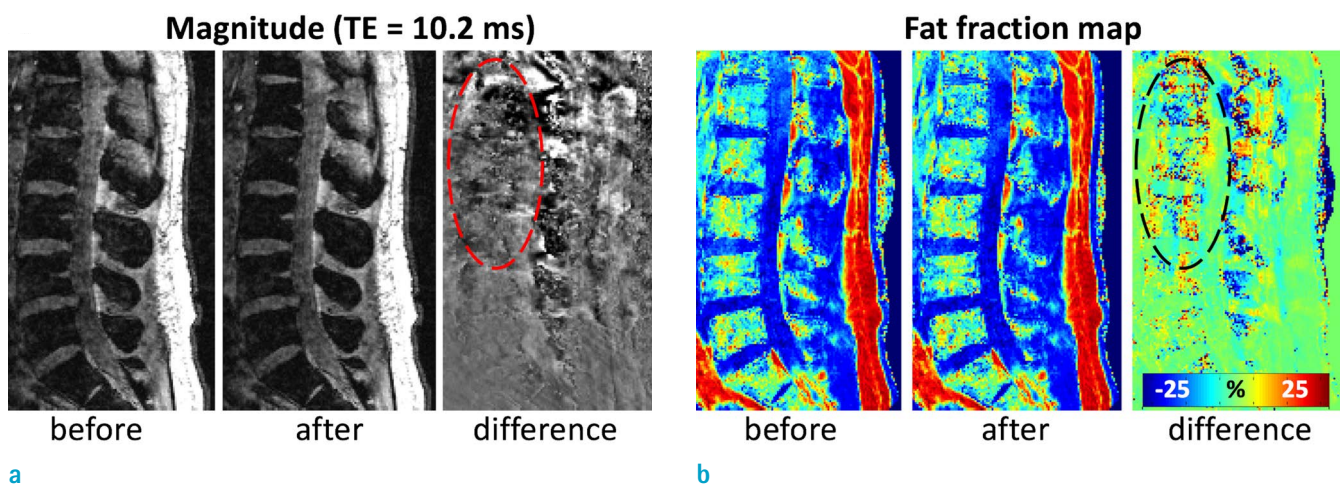 Magnitude (TE = 10.2 ms)
before
after
difference
a
Fat fraction map
-25 % 25
before
after
difference
b